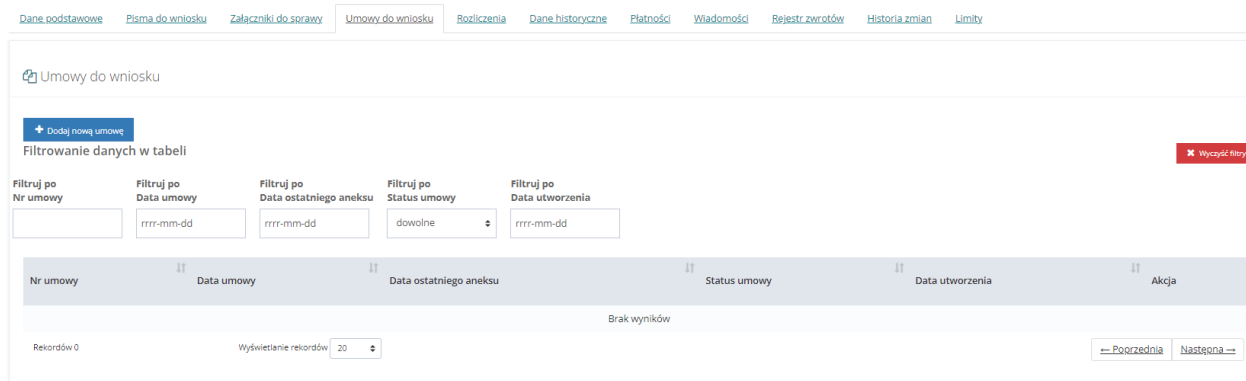 Dane podstawowe Pisma do wniosku Załączniki do sprawy Umowy do wniosku Rozliczenia Dane historyczne Płatności Wiadomości Rejestr zwrotów Historia zmian Limity
Umowy do wniosku
Dodaj nową umowę
Filtrowanie danych w tabeli
Wyczyść filtry
Filtruj po Filtruj po Filtruj po Filtruj po Filtruj po
Nr umowy Data umowy Data ostatniego aneksu Status umowy Data utworzenia
rrrr-mm-dd rrrr-mm-dd dowolne rrrr-mm-dd
Nr umowy Data umowy Data ostatniego aneksu Status umowy Data utworzenia Akcja
Brak wyników
Rekordów 0 Wyświetlanie rekordów 20 ← Poprzednia Następna →